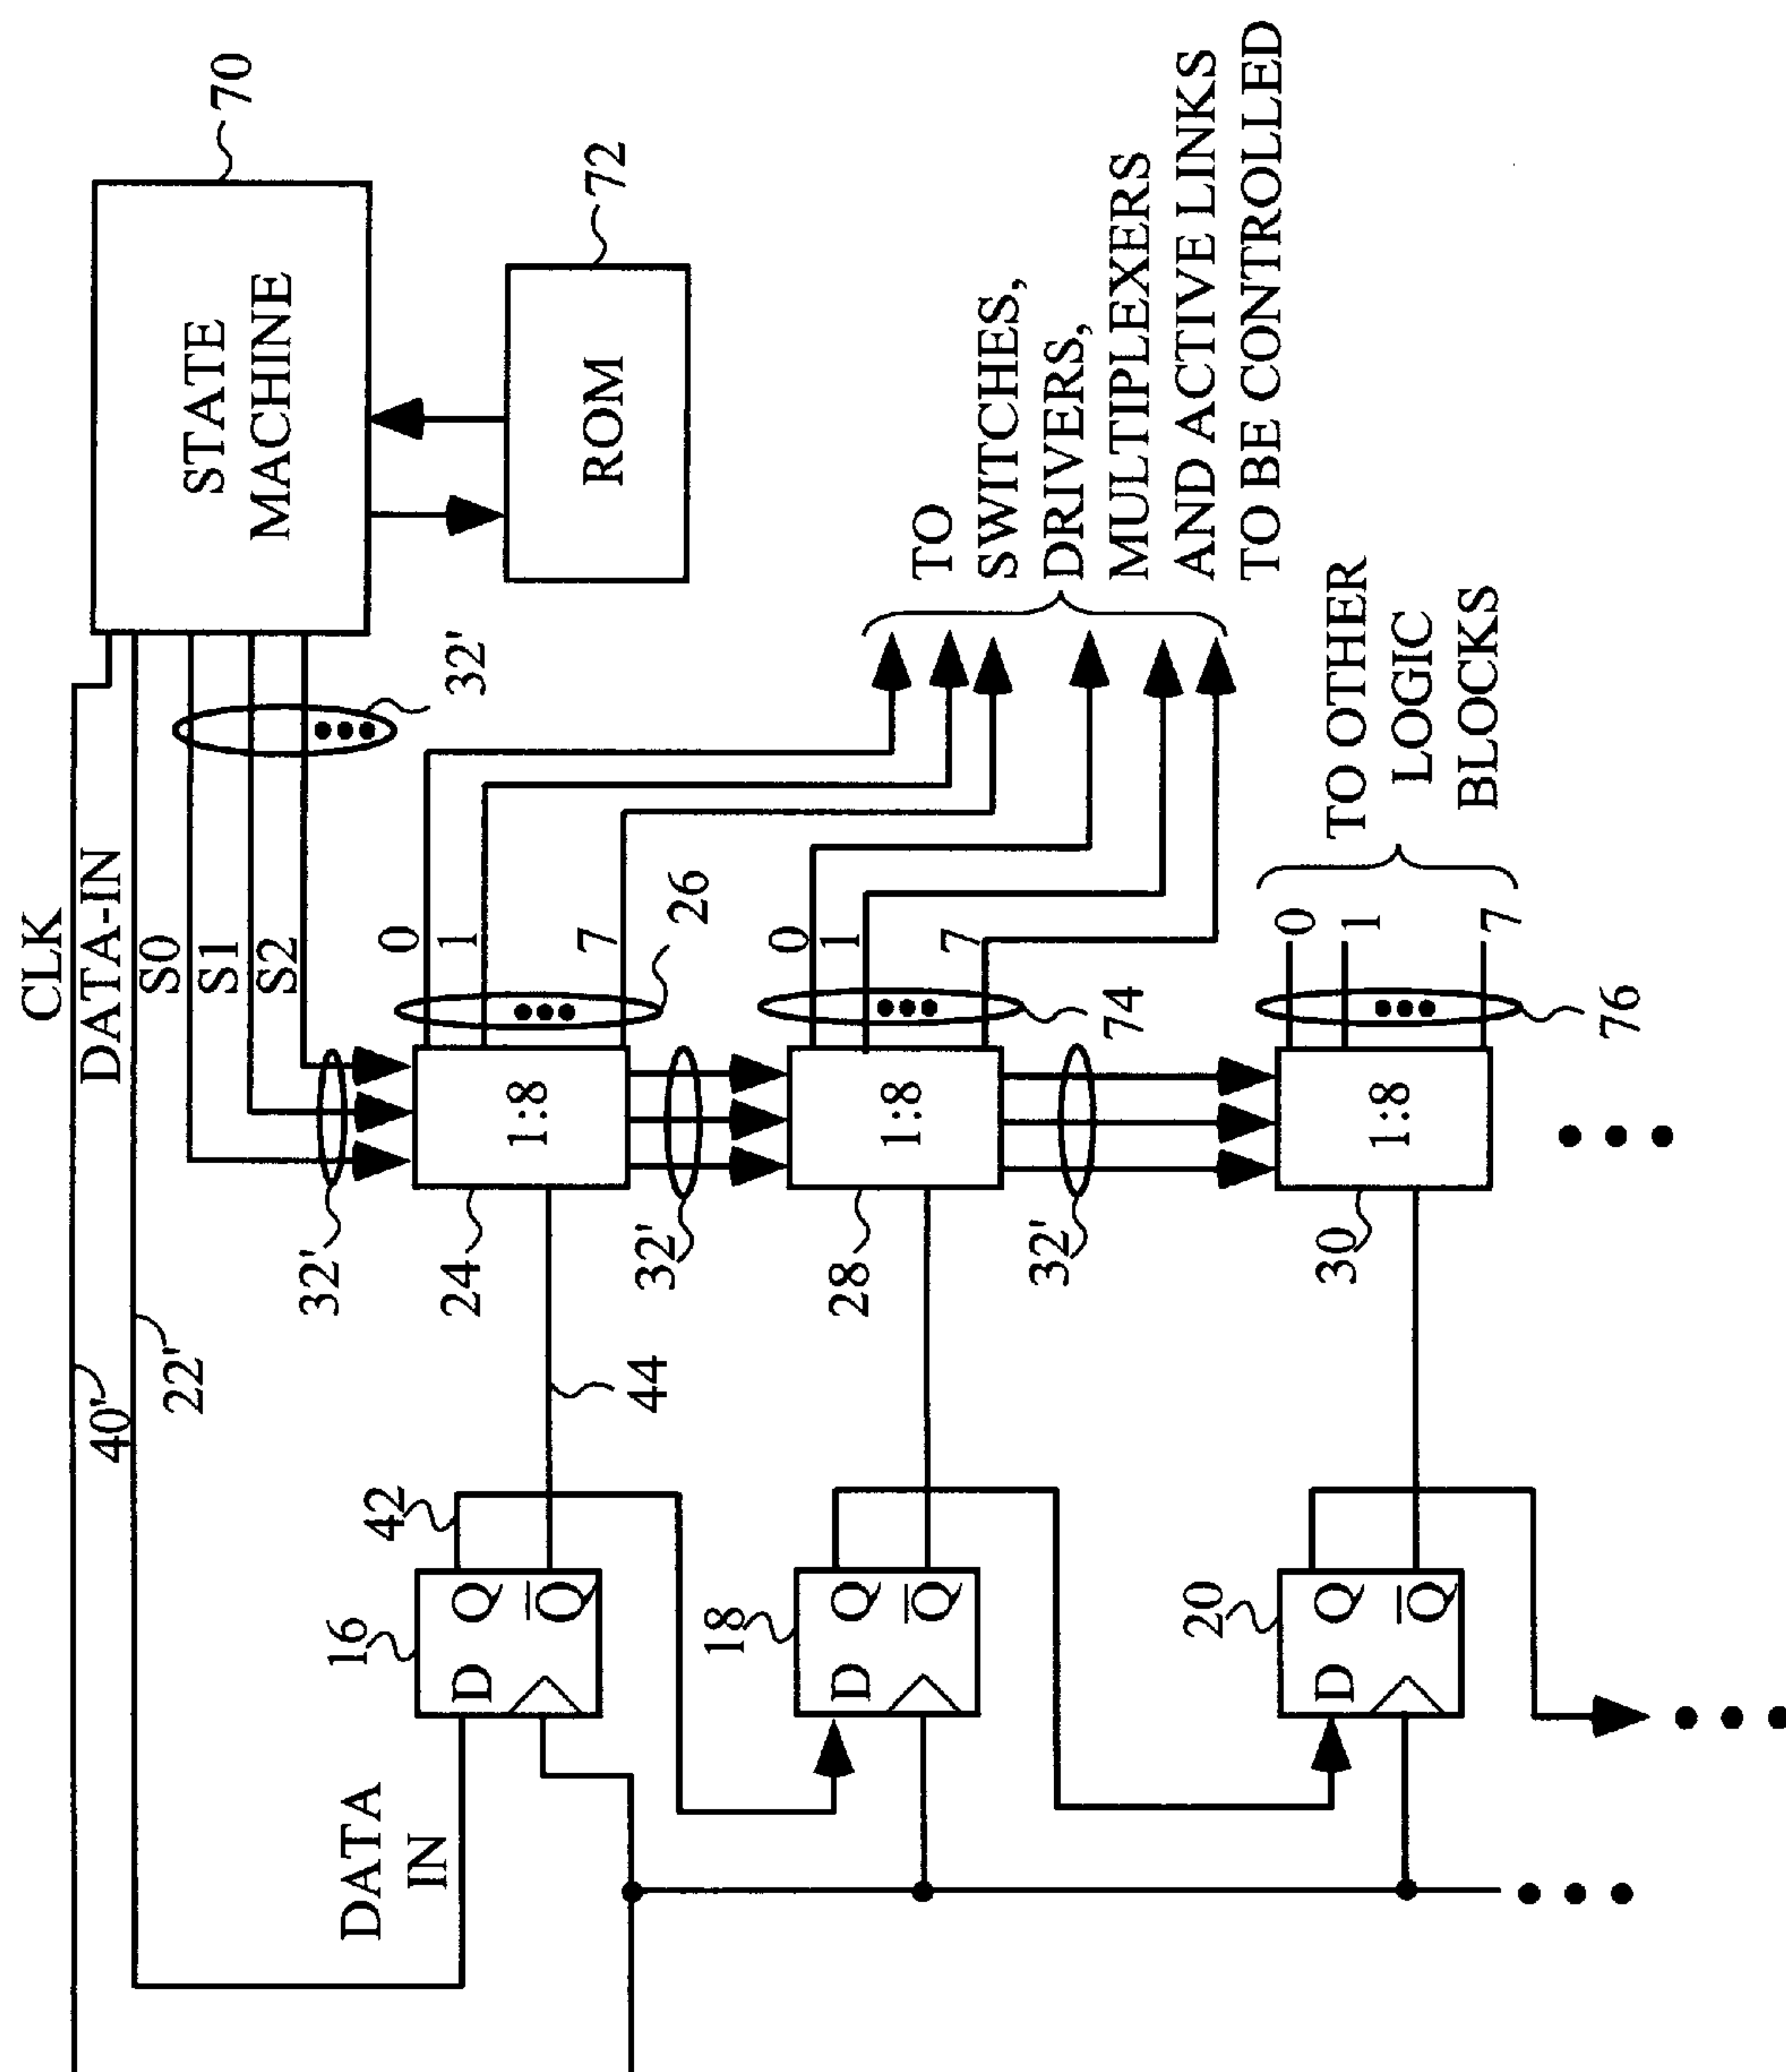 CLK
40'
DATA-IN
22'
S0
S1
S2
STATE
MACHINE
70
32'
ROM
72
DATA
IN
16
D Q
Q̅
42
44
32'
24
1:8
0
1
7
26
32'
TO
SWITCHES,
DRIVERS,
MULTIPLEXERS
AND ACTIVE LINKS
TO BE CONTROLLED
18
D Q
Q̅
28
1:8
0
1
7
74
32'
20
D Q
Q̅
30
1:8
0
1
7
76
TO OTHER
LOGIC
BLOCKS